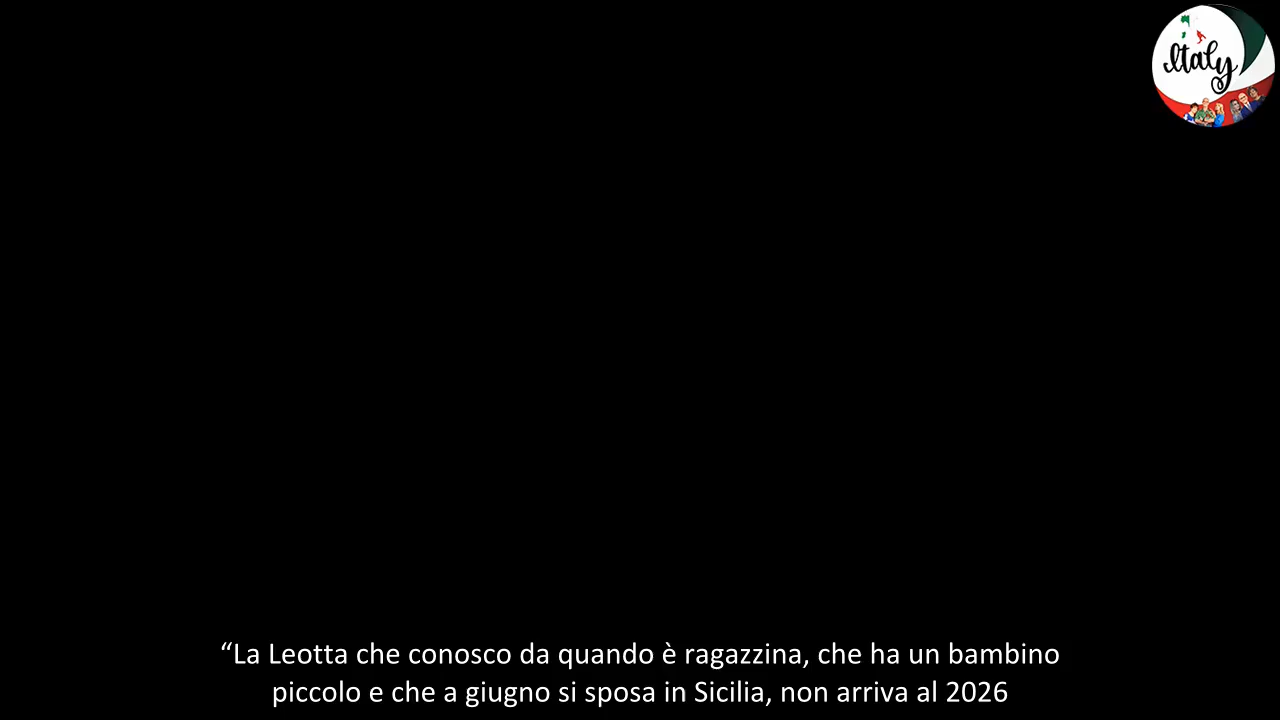 Italy
“La Leotta che conosco da quando è ragazzina, che ha un bambino
piccolo e che a giugno si sposa in Sicilia, non arriva al 2026